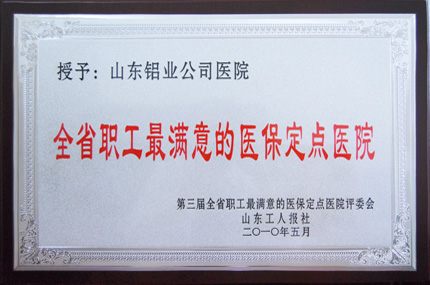 授予：山东铝业公司医院
全省职工最满意的医保定点医院
第三届全省职工最满意的医保定点医院评委会
山东工人报社
二〇一〇年五月